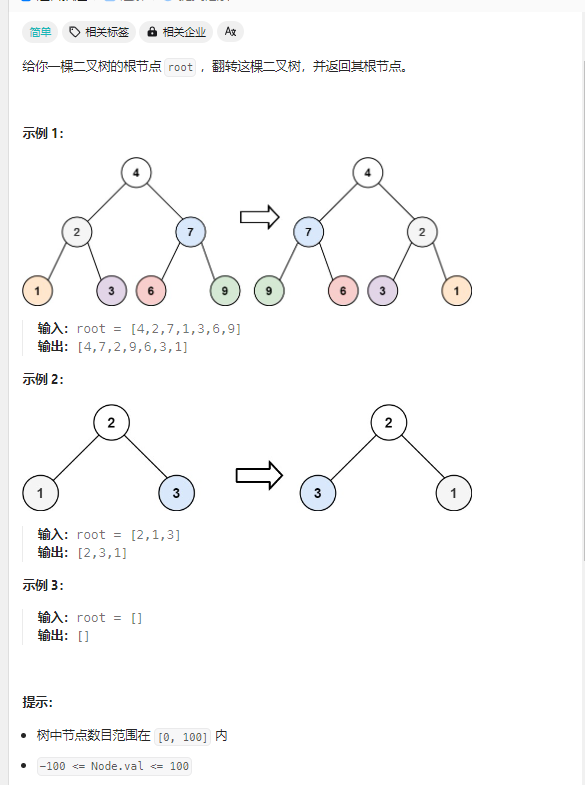 简单 相关标签 相关企业 Aあ
给你一棵二叉树的根节点 root ，翻转这棵二叉树，并返回其根节点。
示例 1：
4 4
2 7 7 2
1 3 6 9 9 6 3 1
输入：root = [4,2,7,1,3,6,9]
输出：[4,7,2,9,6,3,1]
示例 2：
2 2
1 3 3 1
输入：root = [2,1,3]
输出：[2,3,1]
示例 3：
输入：root = []
输出：[]
提示：
树中节点数目范围在 [0, 100] 内
-100 <= Node.val <= 100